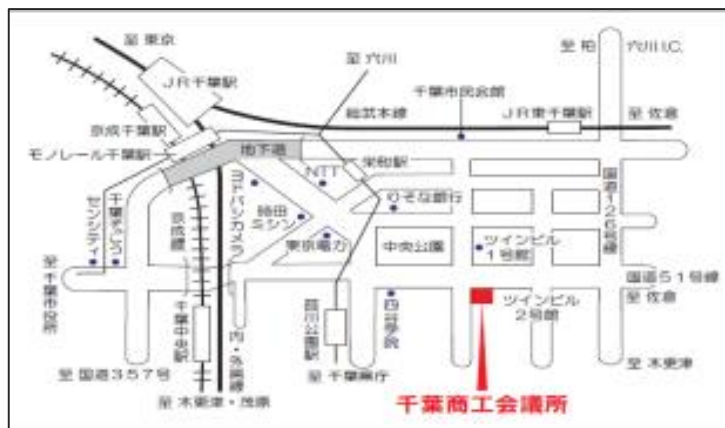 至 東京
JR千葉駅
至 穴川
至 柏
穴川I.C.
千葉市民会館
総武本線
JR東千葉駅
至 佐倉
京成千葉駅
モノレール千葉駅
地下道
NTT
栄町駅
国道126号線
ヨドバシカメラ
時田
ミシン
りそな銀行
センシティ
京成線
東京電力
中央公園
ツインビル
1号館
至 千葉市役所
国道51号線
至 佐倉
千葉中央駅
内・外房線
葭川公園駅
四谷学院
ツインビル
2号館
至 国道357号
至 千葉県庁
至 木更津
至 木更津・茂原
千葉商工会議所